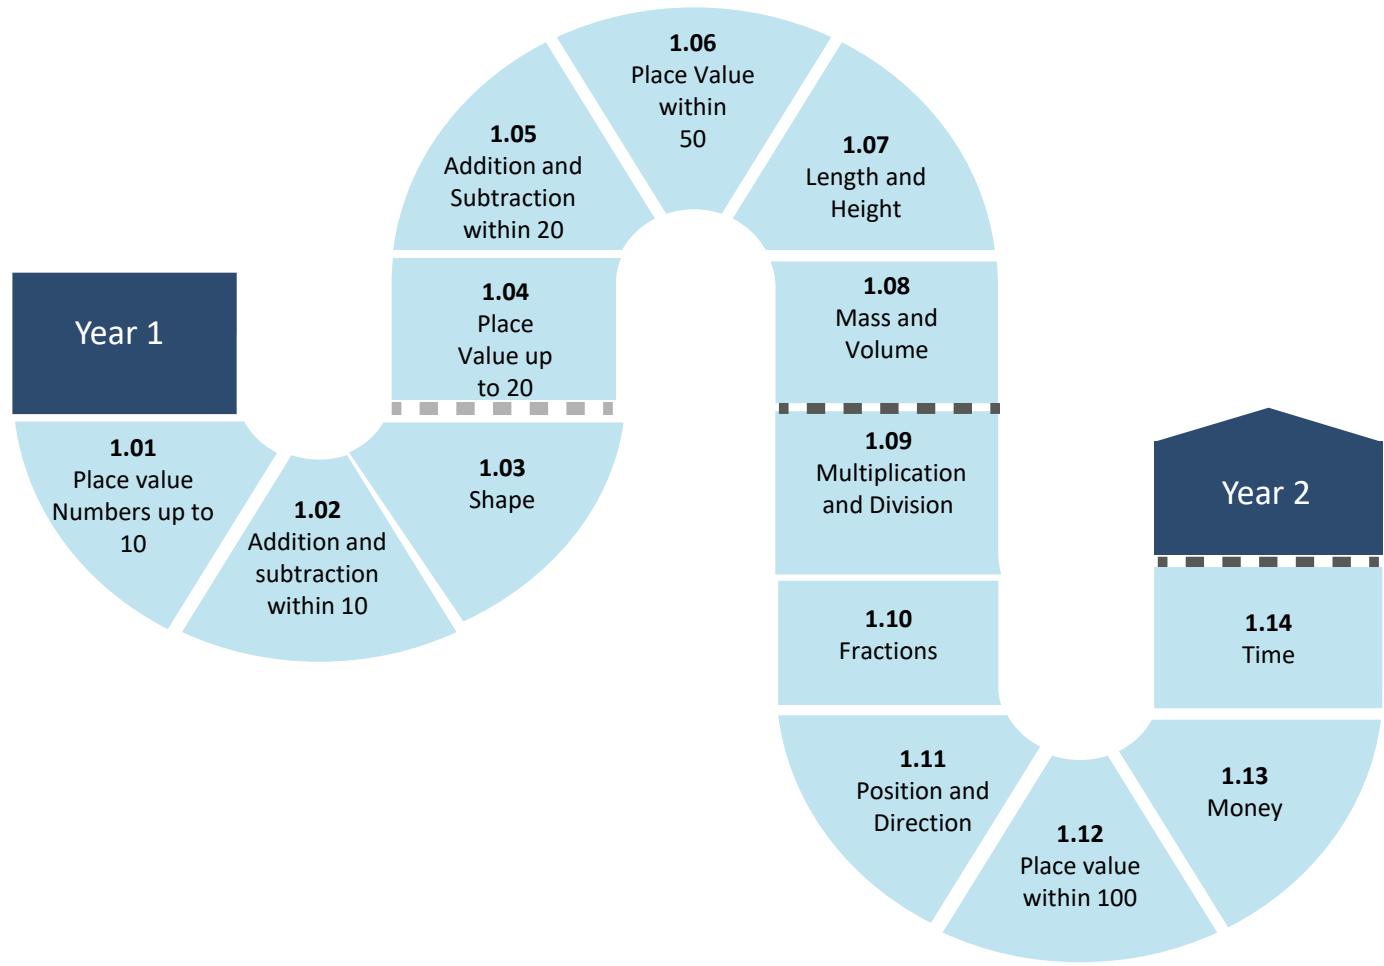 Year 1
1.01
Place value
Numbers up to
10
1.02
Addition and
subtraction
within 10
1.03
Shape
1.04
Place
Value up
to 20
1.05
Addition and
Subtraction
within 20
1.06
Place Value
within
50
1.07
Length and
Height
1.08
Mass and
Volume
1.09
Multiplication
and Division
1.10
Fractions
1.11
Position and
Direction
1.12
Place value
within 100
1.13
Money
1.14
Time
Year 2